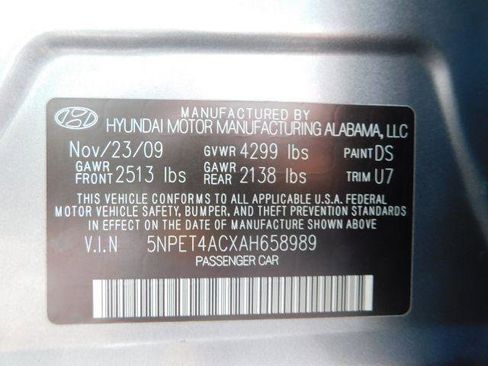 MANUFACTURED BY
HYUNDAI MOTOR MANUFACTURING ALABAMA, LLC
Nov/23/09 GVWR 4299 lbs PAINT DS
GAWR FRONT 2513 lbs GAWR REAR 2138 lbs TRIM U7
THIS VEHICLE CONFORMS TO ALL APPLICABLE U.S.A. FEDERAL
MOTOR VEHICLE SAFETY, BUMPER, AND THEFT PREVENTION STANDARDS
IN EFFECT ON THE DATE OF MANUFACTURE SHOWN ABOVE
V.I.N 5NPET4ACXAH658989
PASSENGER CAR